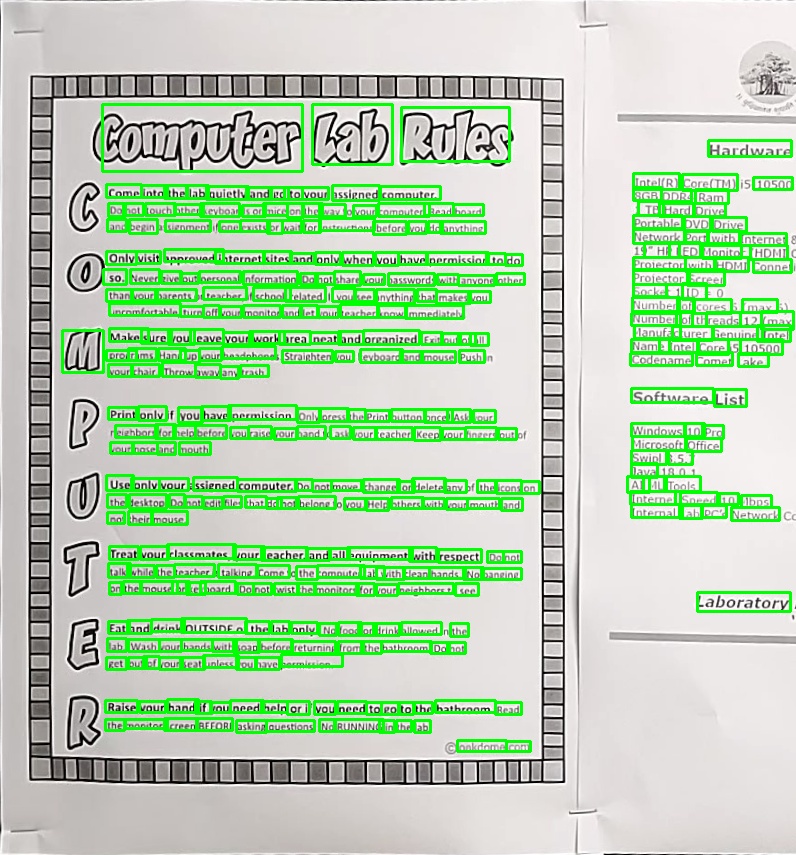 Computer Lab Rules
C
Come into the lab quietly and go to your assigned computer.
Do not touch other keyboards or mice on the way to your computer. Read board
and begin assignment if one exists or wait for instructions before you do anything
O
Only visit approved internet sites and only when you have permission to do
so. Never give out personal information. Do not share your passwords with anyone other
than your parents or teacher, if school related. If you see anything that makes you
uncomfortable, turn off your monitor and let your teacher know immediately
M
Make sure you leave your work area neat and organized. Exit out of all
programs. Hang up your headphones. Straighten you keyboard and mouse. Push in
your chair. Throw away any trash.
P
Print only if you have permission. Only press the Print button once! Ask your
neighbors for help before you raise your hand to ask your teacher. Keep your fingers out of
your nose and mouth
U
Use only your assigned computer. Do not move, change or delete any of the icons on
the desktop. Do not edit files that do not belong to you. Help others with your mouth and
not their mouse
T
Treat your classmates, your teacher, and all equipment with respect. Do not
talk while the teacher is talking. Come to the computer lab with clean hands. No banging
on the mouse or keyboard. Do not twist the monitors for your neighbors to see
E
Eat and drink OUTSIDE of the lab only. No food or drink allowed in the
lab. Wash your hands with soap before returning from the bathroom. Do not
get out of your seat unless you have permission.
R
Raise your hand if you need help or if you need to go to the bathroom. Read
the monitor screen BEFORE asking questions. No RUNNING in the lab
© oakdome.com
Hardware
Intel(R) Core(TM) i5 10500
8GB DDR4 Ram
1 TB Hard Drive
Portable DVD Drive
Network Port with Internet &
19" HP LED Monitor (HDMI
Projector with HDMI
Projector Screen
Socket 1 ID = 0
Number of cores 6 (max 6)
Number of threads 12 (max
Manufacturer Genuine Intel
Name Intel Core i5 10500
Codename Comet Lake
Software List
Windows 10 Pro
Microsoft Office
Java 18.0.1
AI ML Tools
Internet Speed 10 Mbps
Internal Lab PC's Network
Laboratory